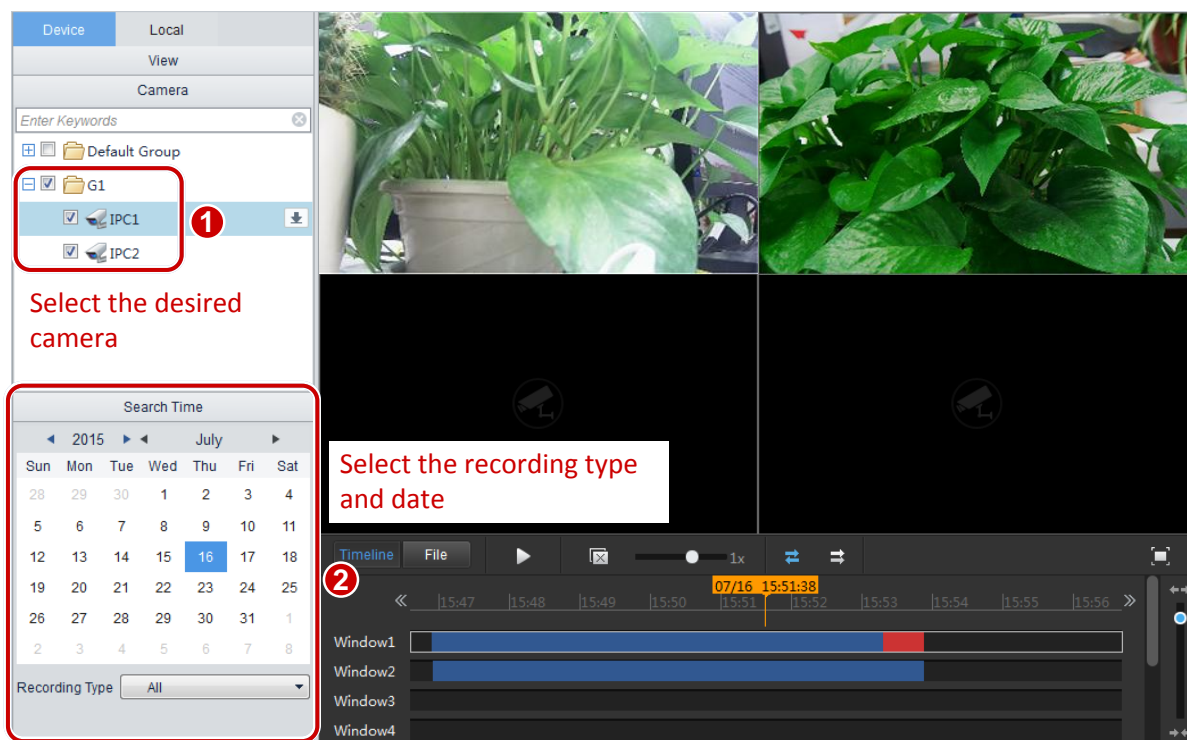 Device Local
View
Camera
Enter Keywords
Default Group
G1
IPC1
1
IPC2
Select the desired
camera
Search Time
2015 July
Sun Mon Tue Wed Thu Fri Sat
28 29 30 1 2 3 4
5 6 7 8 9 10 11
12 13 14 15 16 17 18
19 20 21 22 23 24 25
26 27 28 29 30 31 1
2 3 4 5 6 7 8
Recording Type All
Select the recording type
and date
Timeline File 1x
2
07/16 15:51:38
15:47 15:48 15:49 15:50 15:51 15:52 15:53 15:54 15:55 15:56
Window1
Window2
Window3
Window4